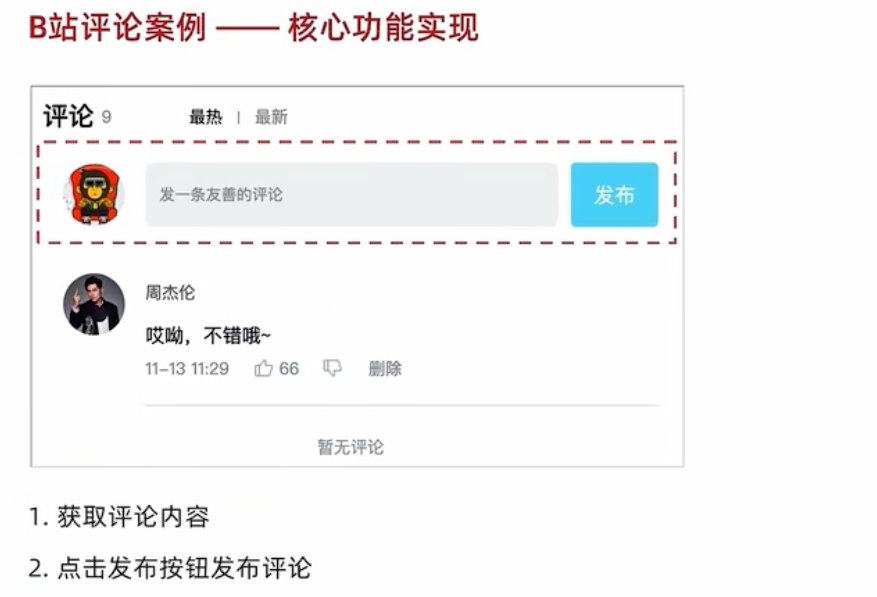 B站评论案例 —— 核心功能实现
评论 9 最热 | 最新
发一条友善的评论 发布
周杰伦
哎呦，不错哦~
11-13 11:29 66 删除
暂无评论
1. 获取评论内容
2. 点击发布按钮发布评论